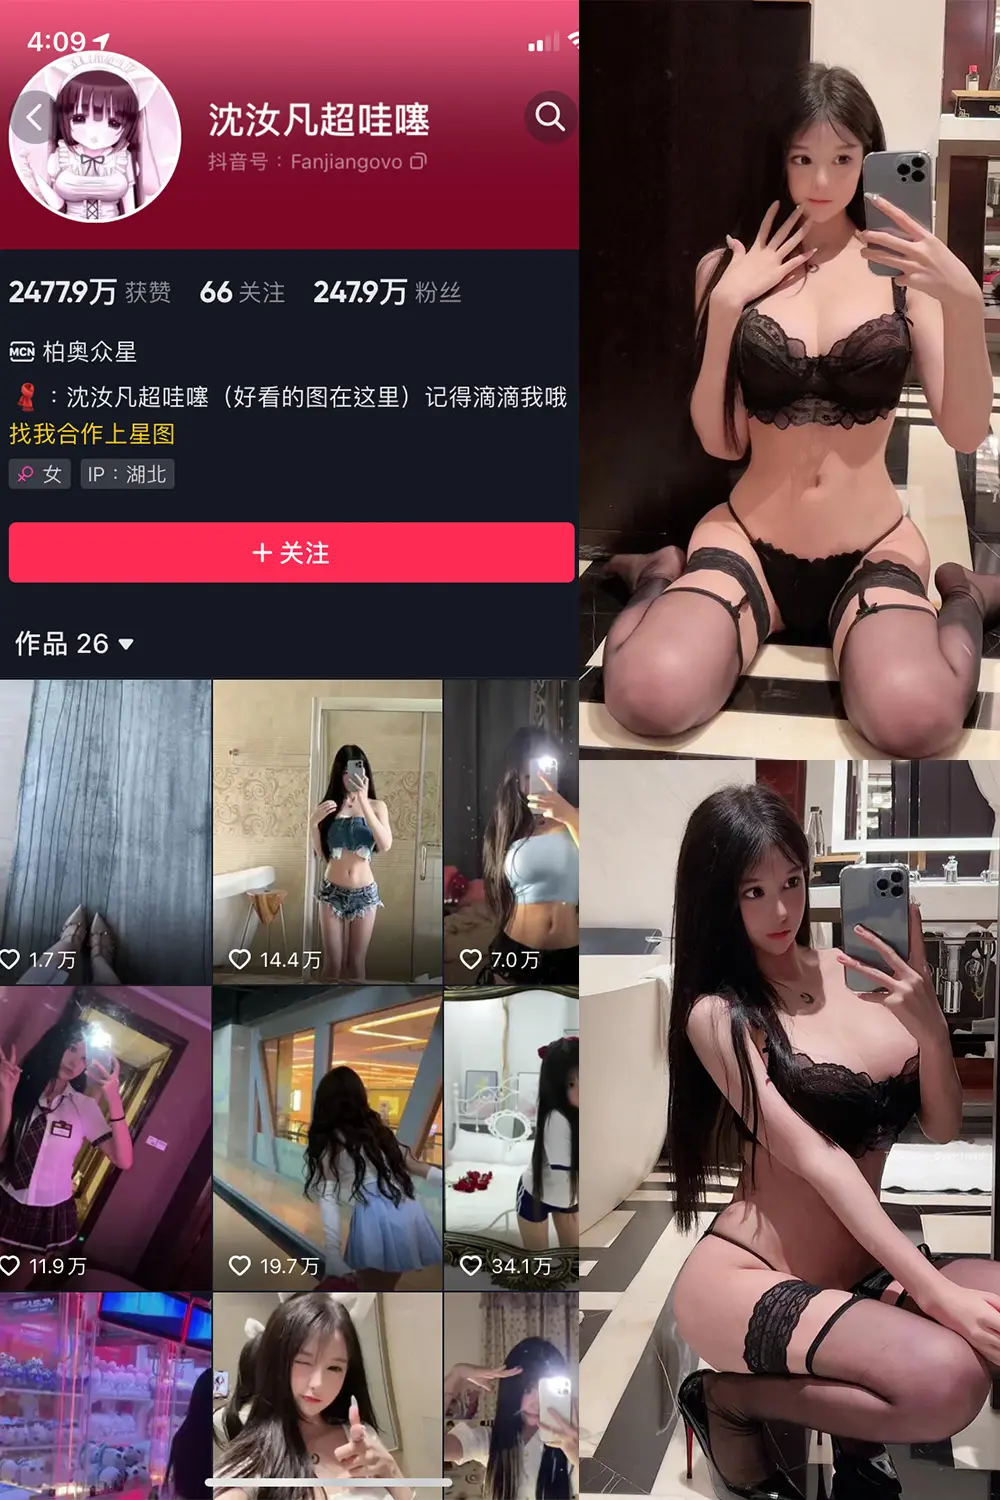 4:09
沈汝凡超哇噻
抖音号：Fanjiangovo
2477.9万 获赞 66 关注 247.9万 粉丝
MCN 柏奥众星
：沈汝凡超哇噻（好看的图在这里）记得滴滴我哦
找我合作上星图
女 IP：湖北
+ 关注
作品 26
1.7万 14.4万 7.0万
11.9万 19.7万 34.1万